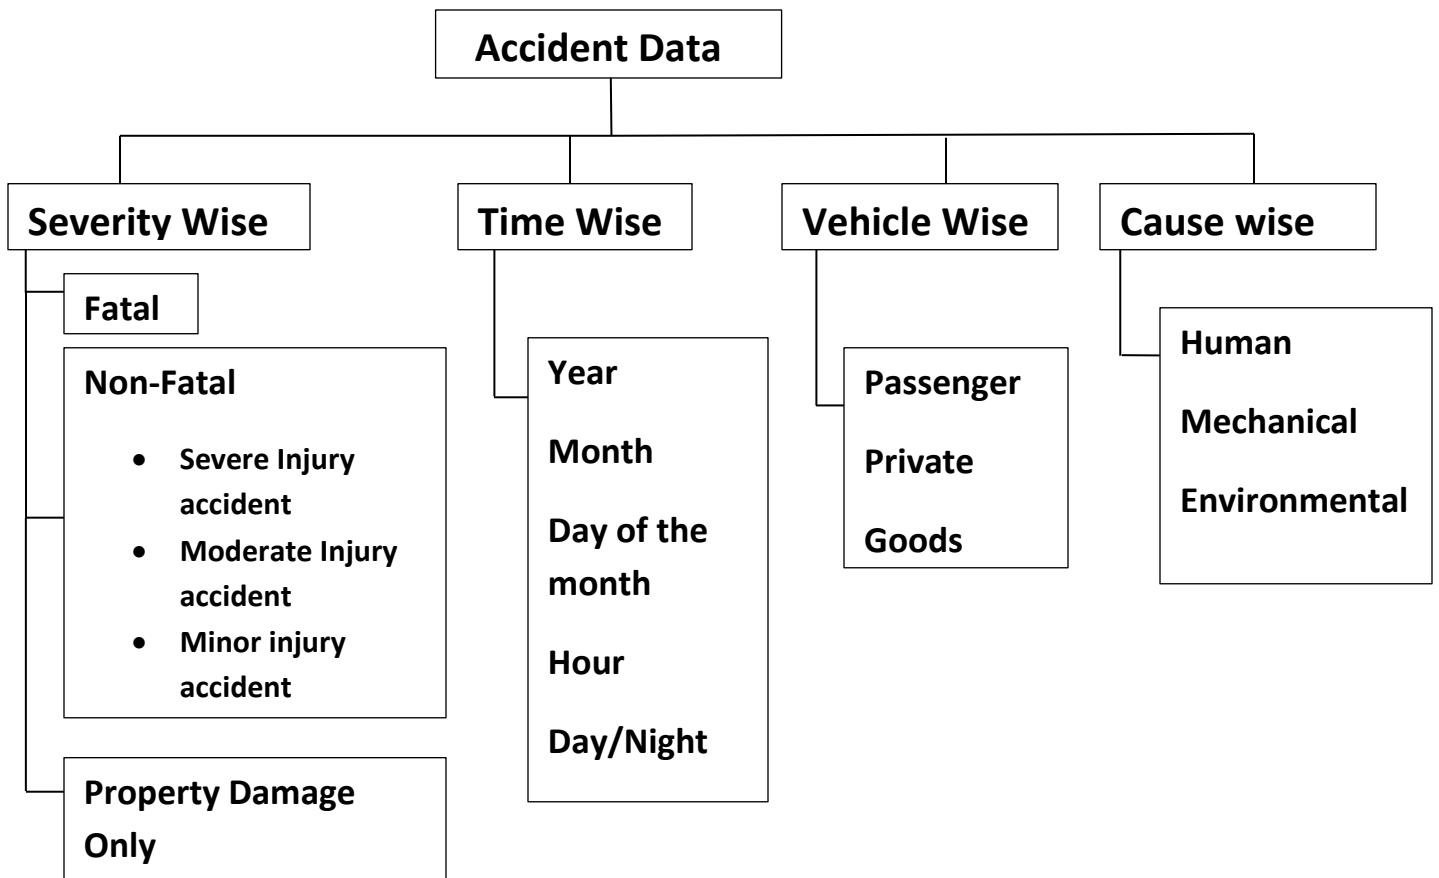 Accident Data
Severity Wise
Time Wise
Vehicle Wise
Cause wise
Fatal
Non-Fatal
• Severe Injury
accident
• Moderate Injury
accident
• Minor injury
accident
Property Damage
Only
Year
Month
Day of the
month
Hour
Day/Night
Passenger
Private
Goods
Human
Mechanical
Environmental